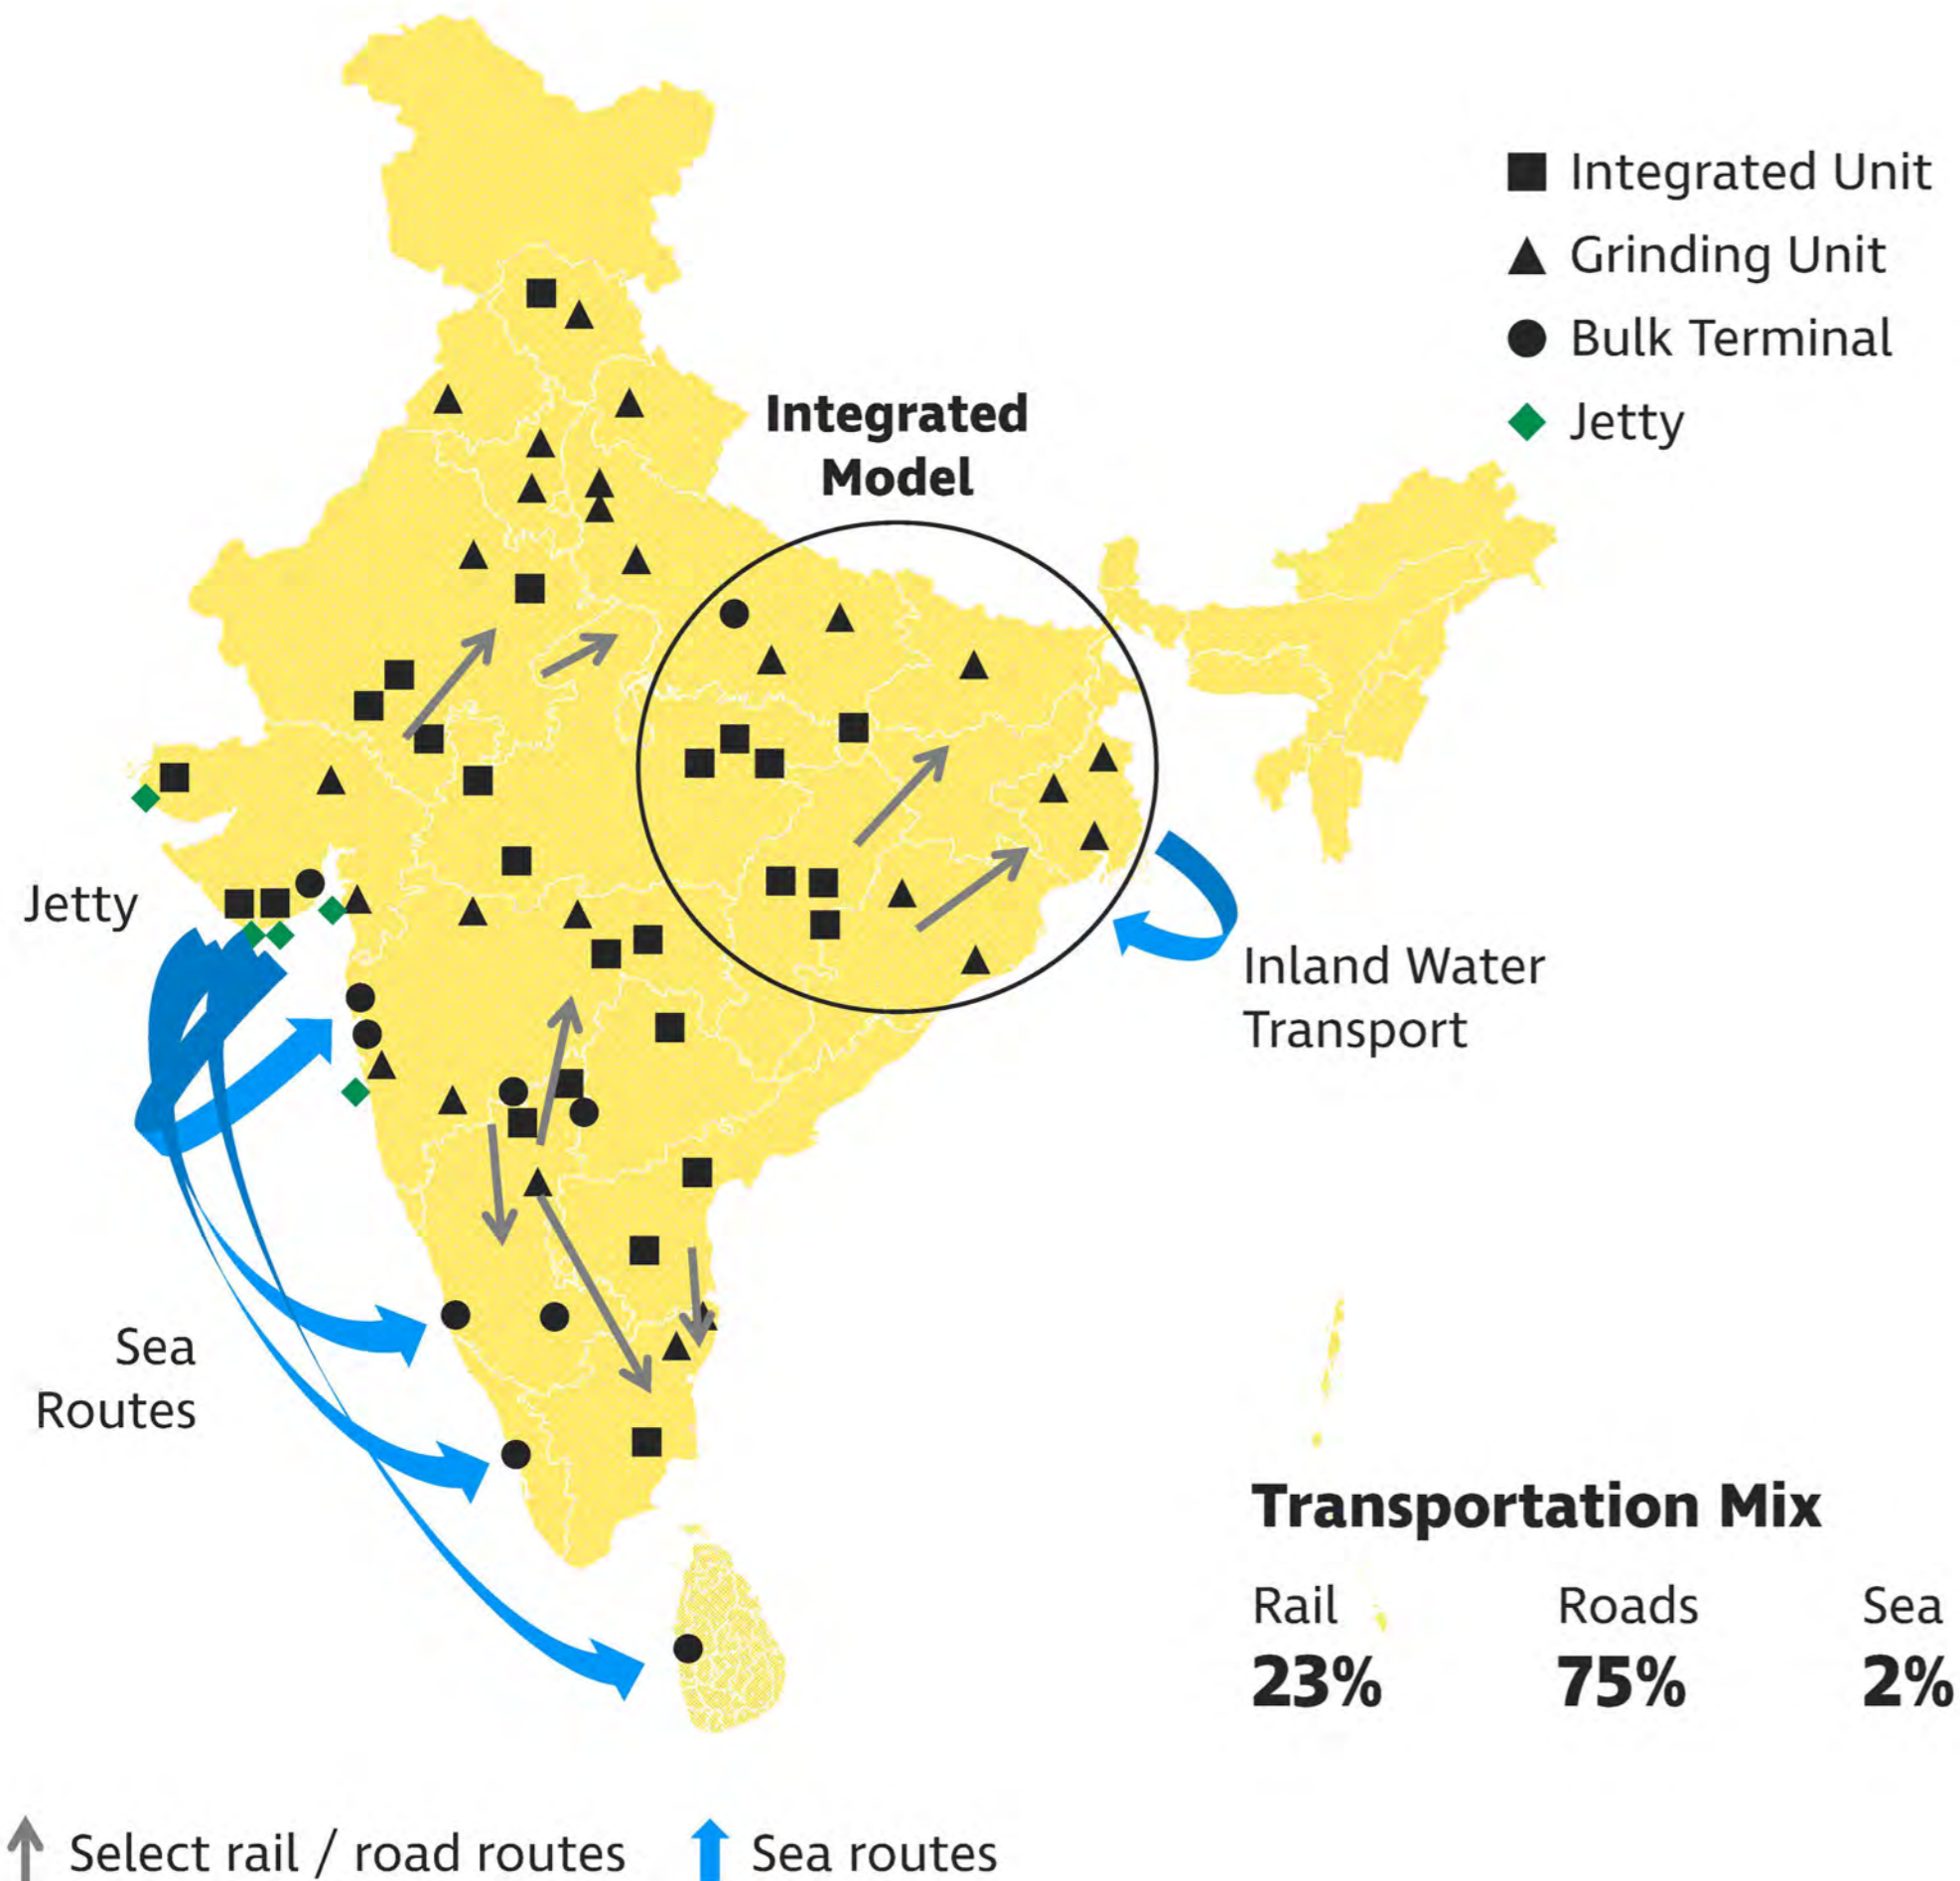 Integrated Unit
Grinding Unit
Bulk Terminal
Jetty
Integrated
Model
Jetty
Inland Water
Transport
Sea
Routes
Transportation Mix
Rail Roads Sea
23% 75% 2%
Select rail / road routes Sea routes